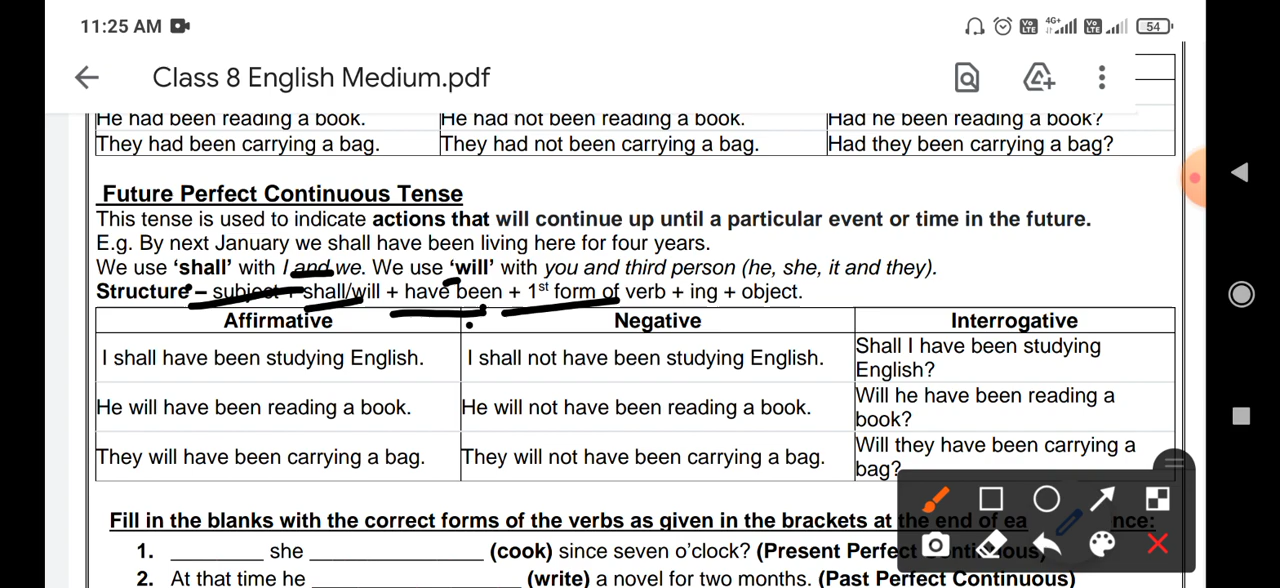 11:25 AM 4G+ Vo LTE Vo LTE 54
Class 8 English Medium.pdf
He had been reading a book. He had not been reading a book. Had he been reading a book?
They had been carrying a bag. They had not been carrying a bag. Had they been carrying a bag?
Future Perfect Continuous Tense
This tense is used to indicate actions that will continue up until a particular event or time in the future.
E.g. By next January we shall have been living here for four years.
We use ‘shall’ with I and we. We use ‘will’ with you and third person (he, she, it and they).
Structure – subject + shall/will + have been + 1st form of verb + ing + object.
Affirmative Negative Interrogative
I shall have been studying English. I shall not have been studying English. Shall I have been studying English?
He will have been reading a book. He will not have been reading a book. Will he have been reading a book?
They will have been carrying a bag. They will not have been carrying a bag. Will they have been carrying a bag?
Fill in the blanks with the correct forms of the verbs as given in the brackets at the end of ea nce:
1. ________ she ________________ (cook) since seven o’clock? (Present Perfect
2. At that time he ____________________ (write) a novel for two months. (Past Perfect Continuous)